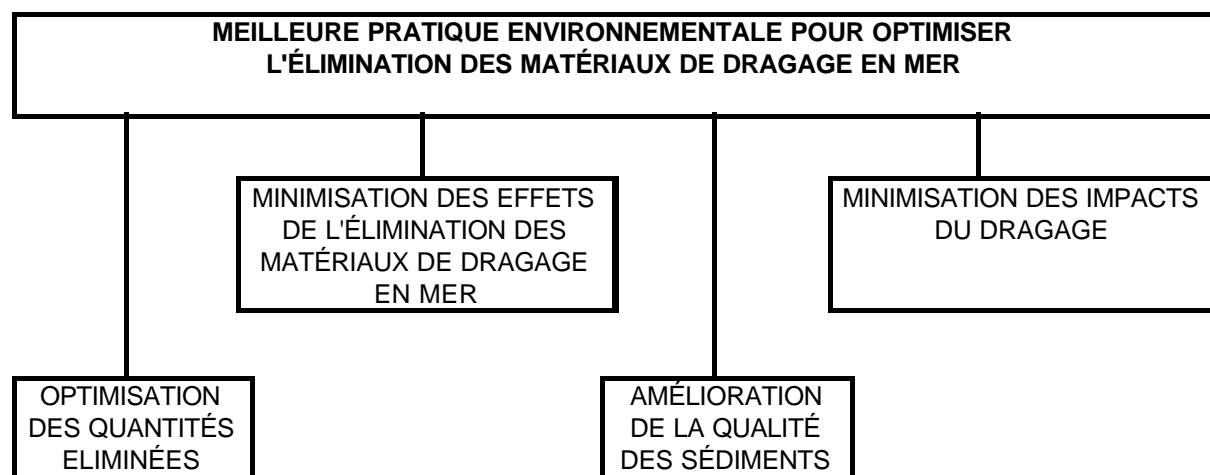 MEILLEURE PRATIQUE ENVIRONNEMENTALE POUR OPTIMISER
L'ÉLIMINATION DES MATÉRIAUX DE DRAGAGE EN MER
MINIMISATION DES EFFETS
DE L'ÉLIMINATION DES
MATÉRIAUX DE DRAGAGE
EN MER
MINIMISATION DES IMPACTS
DU DRAGAGE
OPTIMISATION
DES QUANTITÉS
ELIMINÉES
AMÉLIORATION
DE LA QUALITÉ
DES SÉDIMENTS